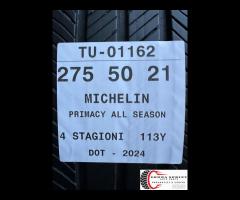 TU-01162
275 50 21
MICHELIN
PRIMACY ALL SEASON
4 STAGIONI 113Y
DOT - 2024